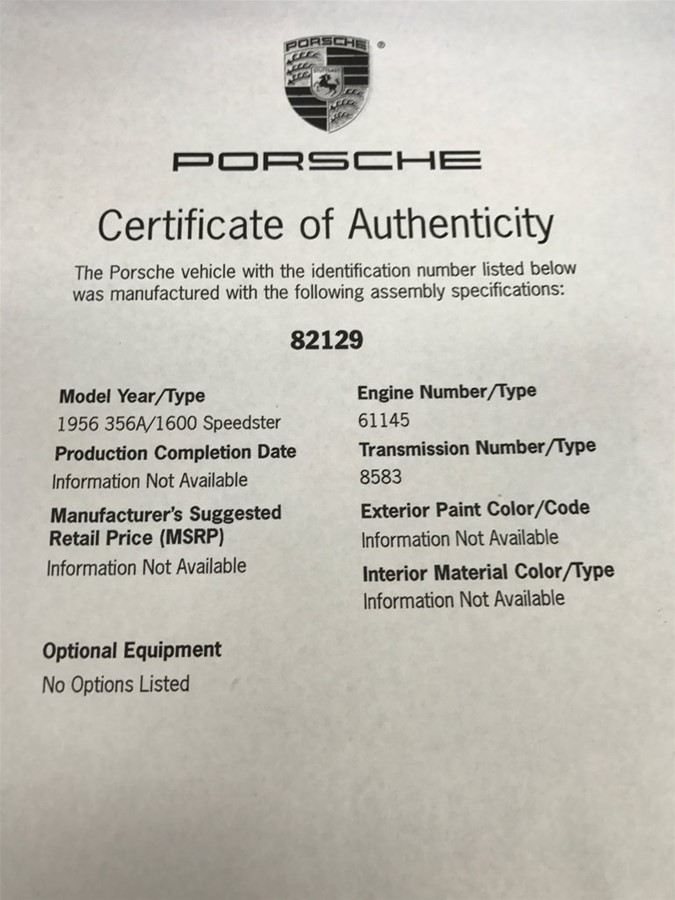 PORSCHE
®
STUTTGART
PORSCHE
Certificate of Authenticity
The Porsche vehicle with the identification number listed below
was manufactured with the following assembly specifications:
82129
Model Year/Type
1956 356A/1600 Speedster
Production Completion Date
Information Not Available
Manufacturer's Suggested
Retail Price (MSRP)
Information Not Available
Engine Number/Type
61145
Transmission Number/Type
8583
Exterior Paint Color/Code
Information Not Available
Interior Material Color/Type
Information Not Available
Optional Equipment
No Options Listed